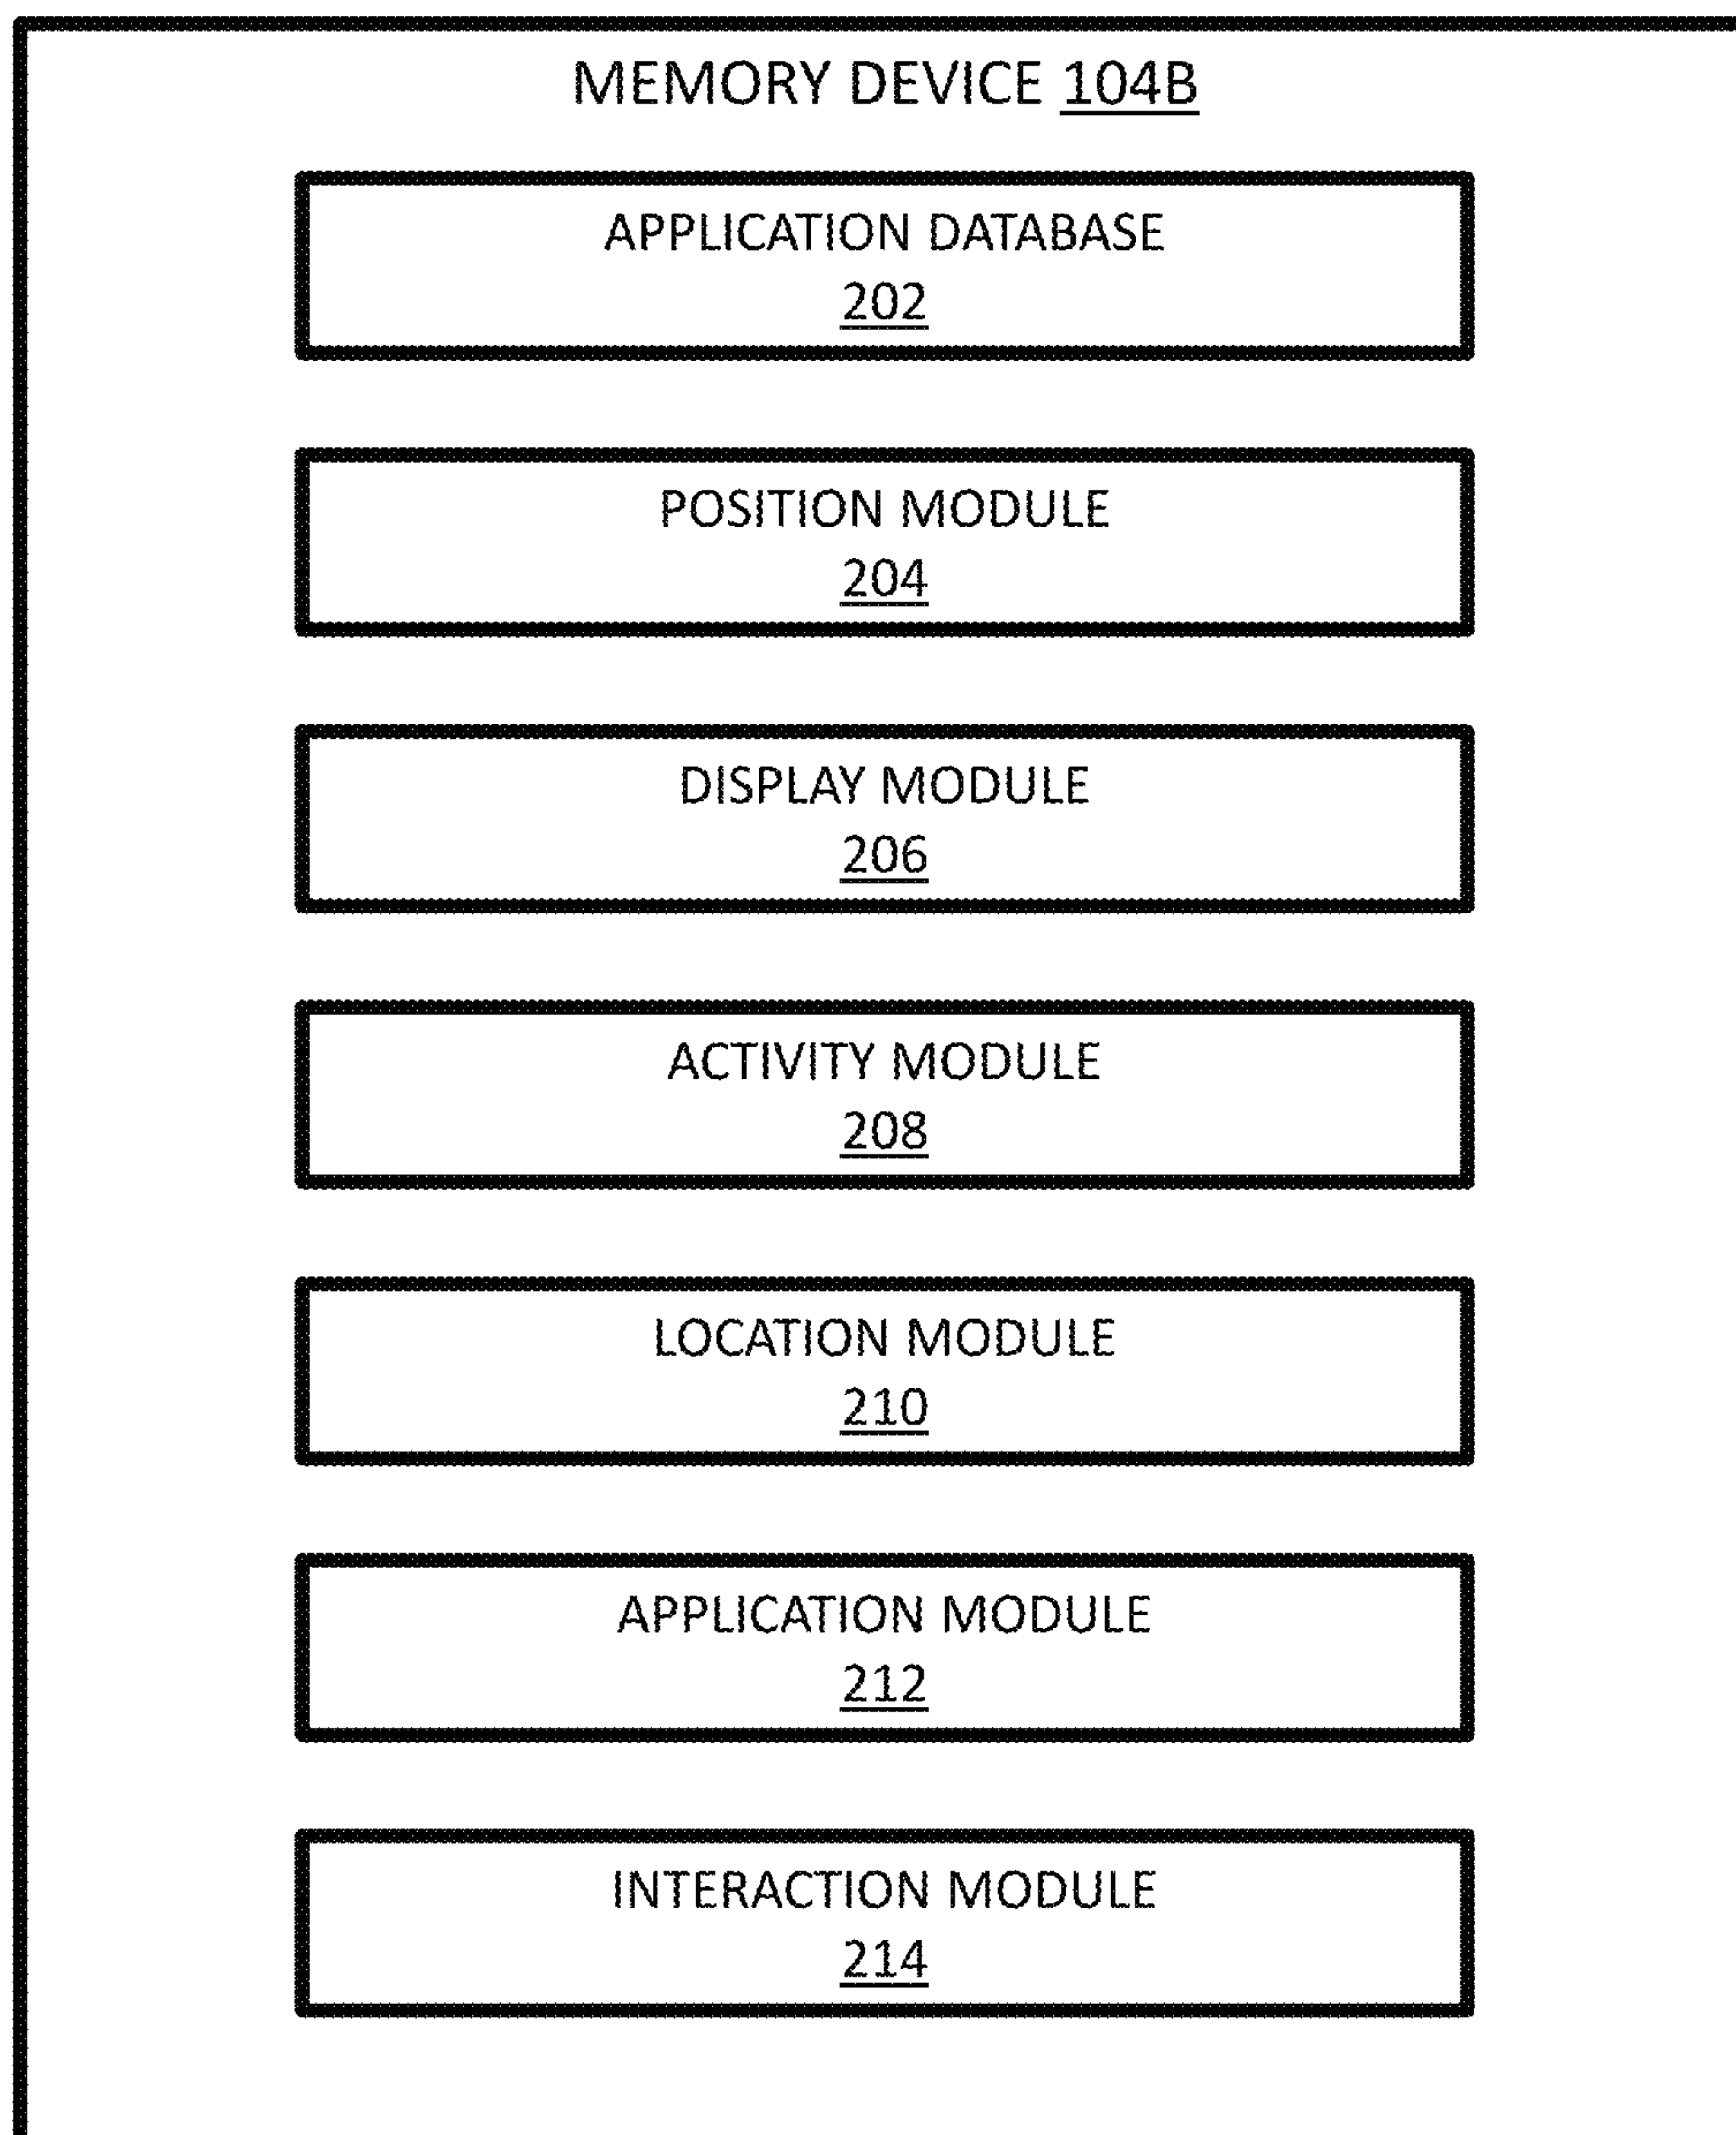 MEMORY DEVICE 104B
APPLICATION DATABASE
202
POSITION MODULE
204
DISPLAY MODULE
206
ACTIVITY MODULE
208
LOCATION MODULE
210
APPLICATION MODULE
212
INTERACTION MODULE
214